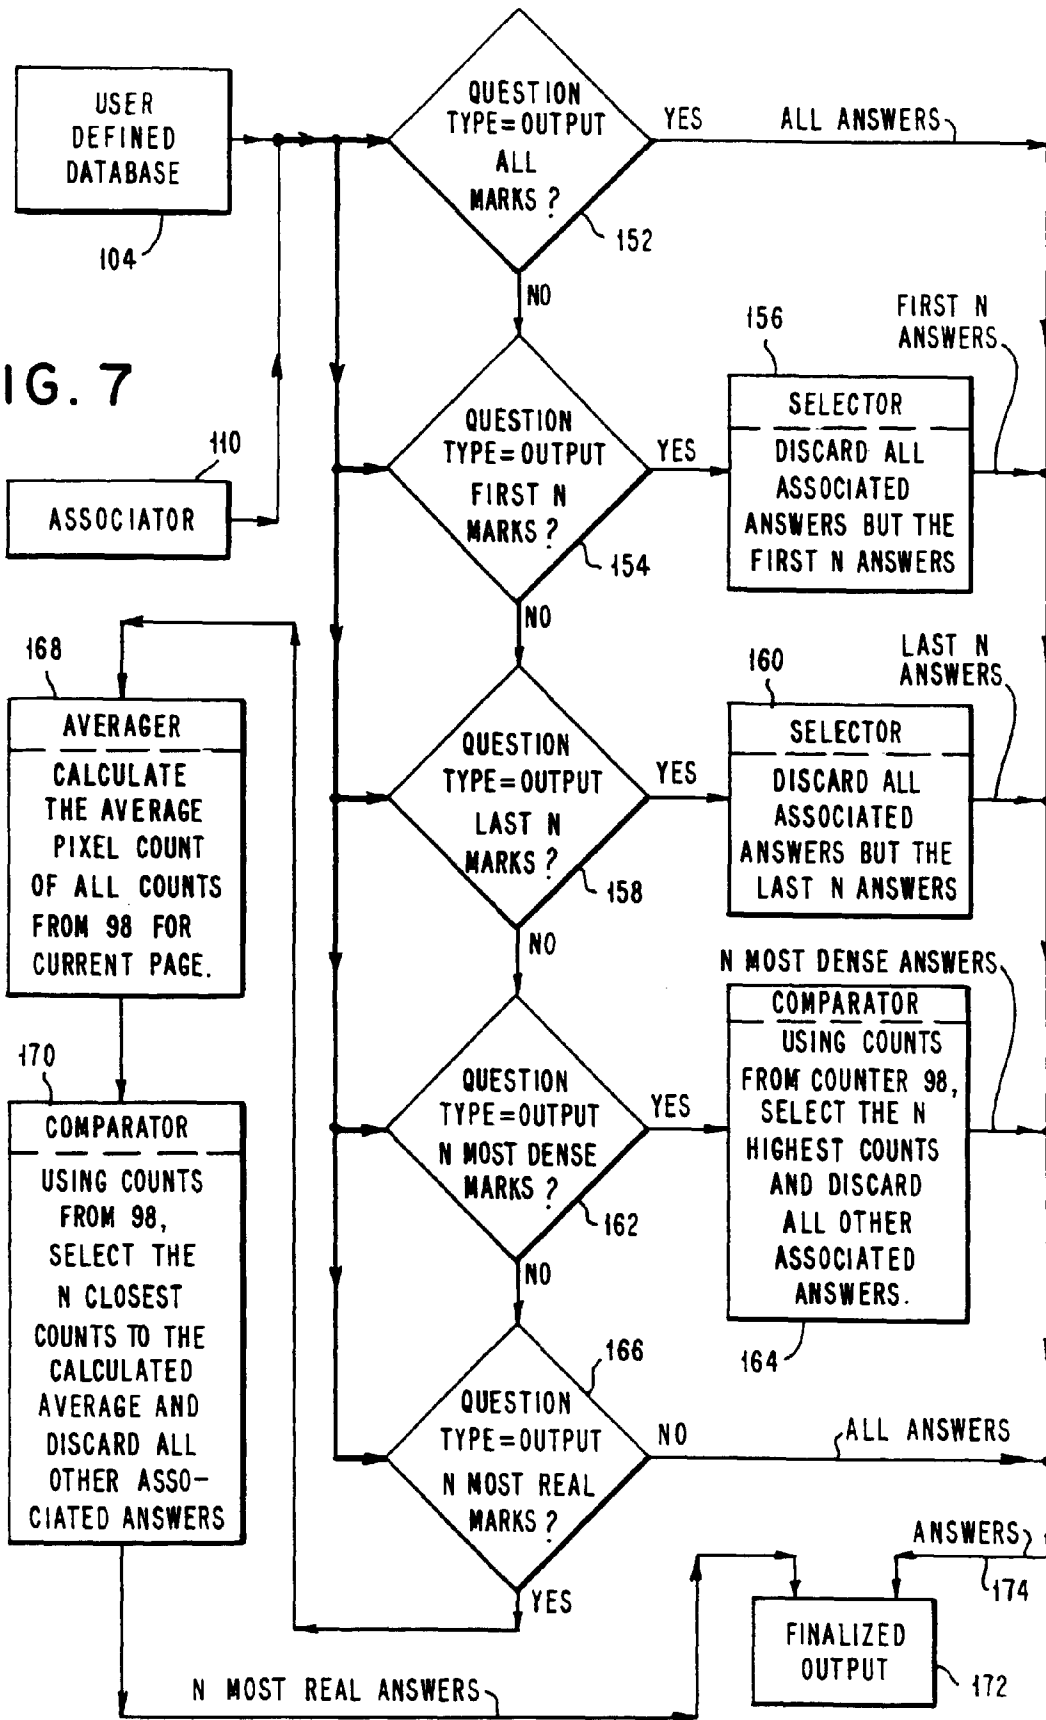 USER
DEFINED
DATABASE
104
QUESTION
TYPE=OUTPUT
ALL
MARKS?
152
YES
ALL ANSWERS
NO
IG. 7
110
ASSOCIATOR
QUESTION
TYPE=OUTPUT
FIRST N
MARKS?
154
YES
156
SELECTOR
DISCARD ALL
ASSOCIATED
ANSWERS BUT THE
FIRST N ANSWERS
FIRST N
ANSWERS
NO
QUESTION
TYPE=OUTPUT
LAST N
MARKS?
158
YES
160
SELECTOR
DISCARD ALL
ASSOCIATED
ANSWERS BUT THE
LAST N ANSWERS
LAST N
ANSWERS
NO
QUESTION
TYPE=OUTPUT
N MOST DENSE
MARKS?
162
YES
N MOST DENSE ANSWERS
COMPARATOR
USING COUNTS
FROM COUNTER 98,
SELECT THE N
HIGHEST COUNTS
AND DISCARD
ALL OTHER
ASSOCIATED
ANSWERS.
164
NO
166
QUESTION
TYPE=OUTPUT
N MOST REAL
MARKS?
NO
ALL ANSWERS
YES
168
AVERAGER
CALCULATE
THE AVERAGE
PIXEL COUNT
OF ALL COUNTS
FROM 98 FOR
CURRENT PAGE.
170
COMPARATOR
USING COUNTS
FROM 98,
SELECT THE
N CLOSEST
COUNTS TO THE
CALCULATED
AVERAGE AND
DISCARD ALL
OTHER ASSO-
CIATED ANSWERS
N MOST REAL ANSWERS
ANSWERS
174
FINALIZED
OUTPUT
172